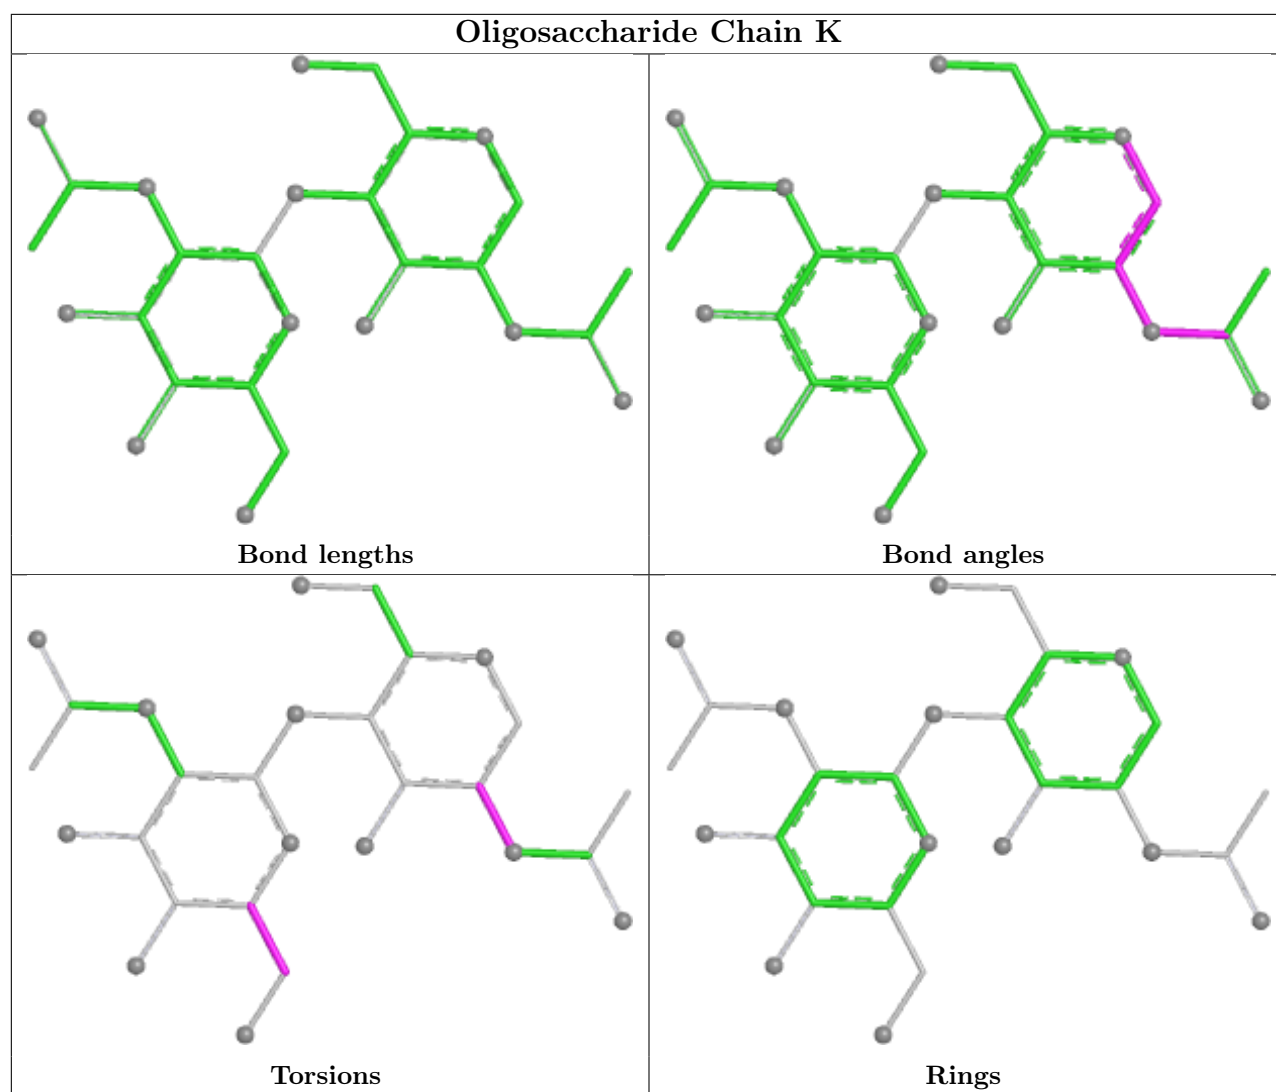 Oligosaccharide Chain K
Bond lengths
Bond angles
Torsions
Rings